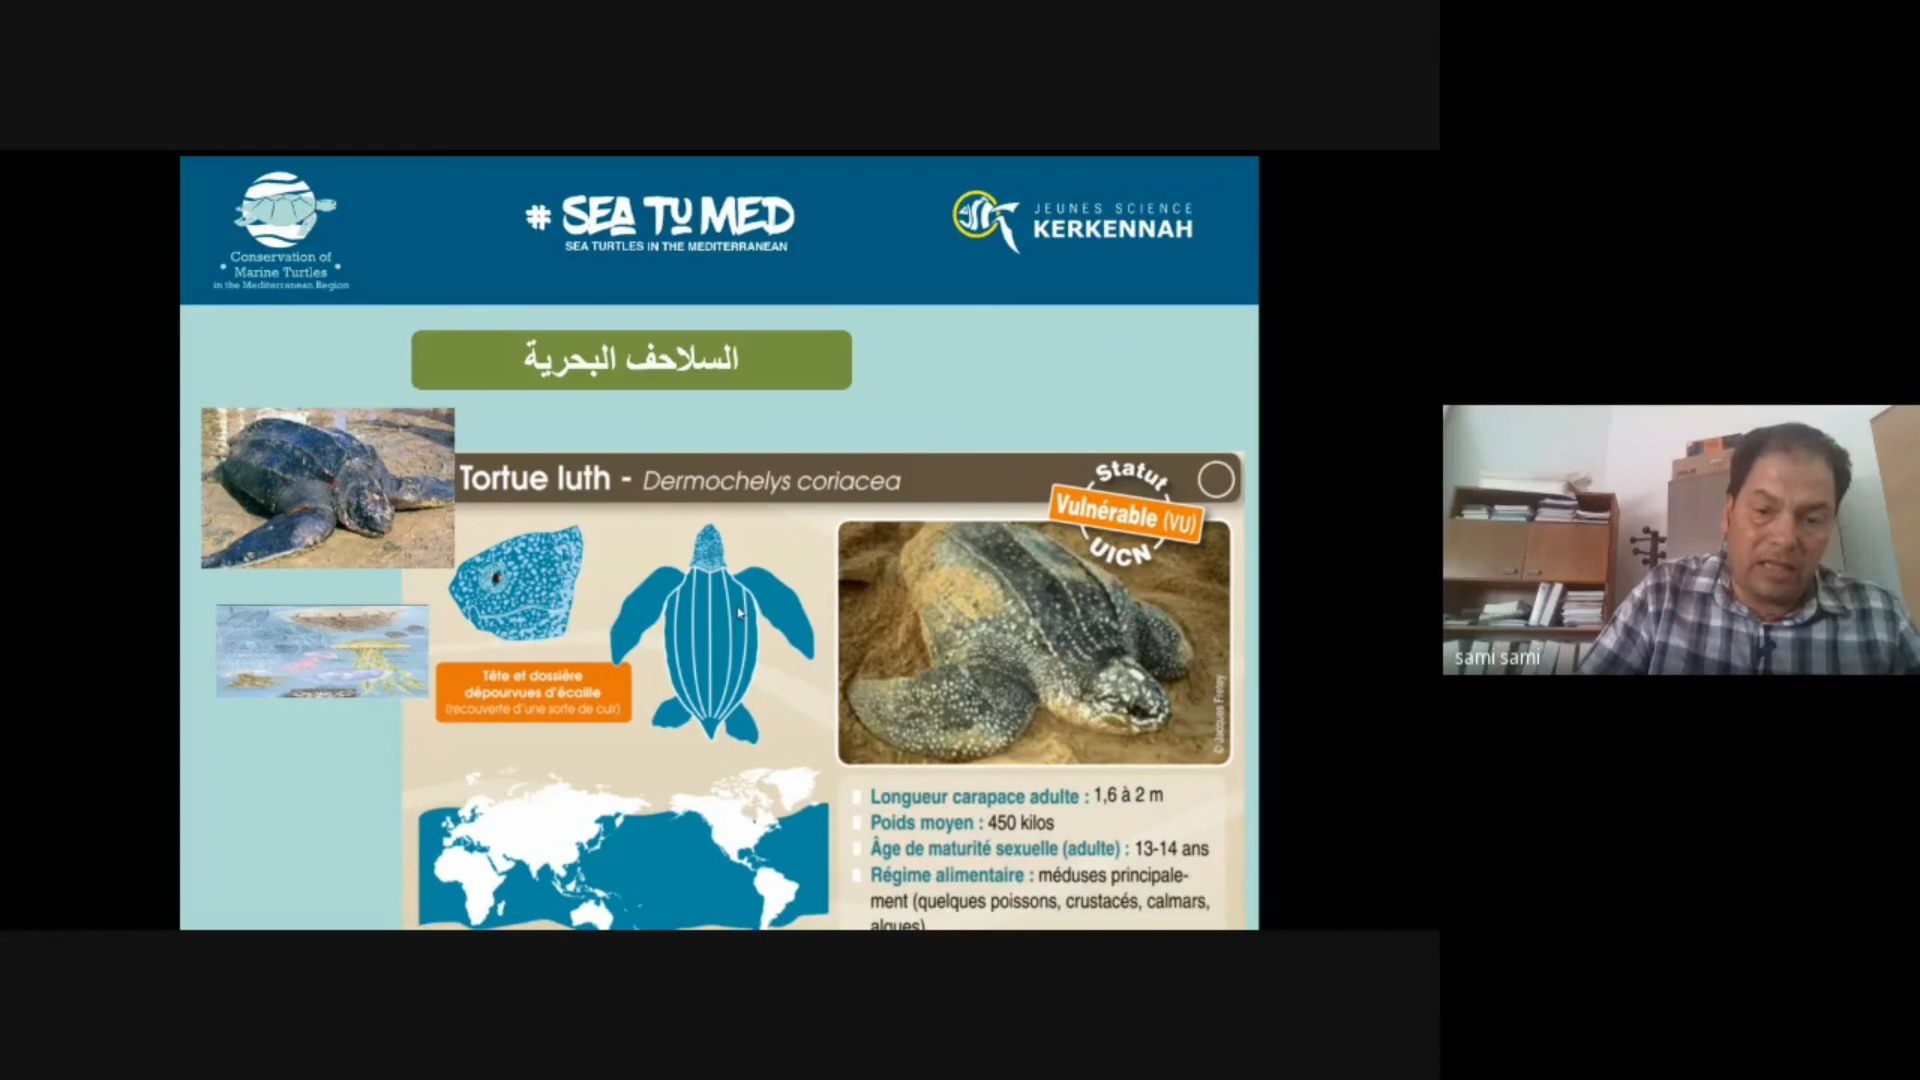 Conservation of
• Marine Turtles •
in the Mediterranean Region
# SEA TU MED
SEA TURTLES IN THE MEDITERRANEAN
JEUNES SCIENCE
KERKENNAH
السلاحف البحرية
Tortue luth - Dermochelys coriacea
Statut
Vulnérable (VU)
UICN
Tête et dossière
dépourvues d'écaille
(recouverte d'une sorte de cuir)
© Jacques Fretey
Longueur carapace adulte : 1,6 à 2 m
Poids moyen : 450 kilos
Âge de maturité sexuelle (adulte) : 13-14 ans
Régime alimentaire : méduses principale-
ment (quelques poissons, crustacés, calmars,
algues)
sami sami